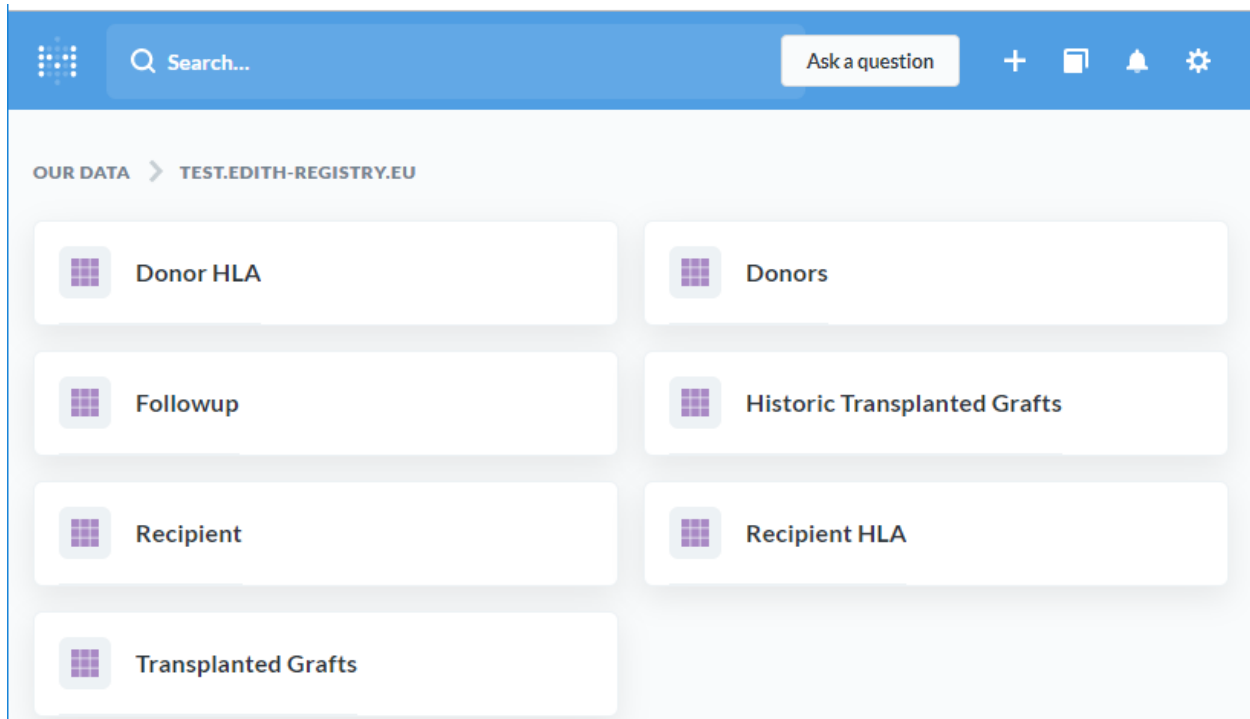 Search...
Ask a question
OUR DATA TEST.EDITH-REGISTRY.EU
Donor HLA
Donors
Followup
Historic Transplanted Grafts
Recipient
Recipient HLA
Transplanted Grafts